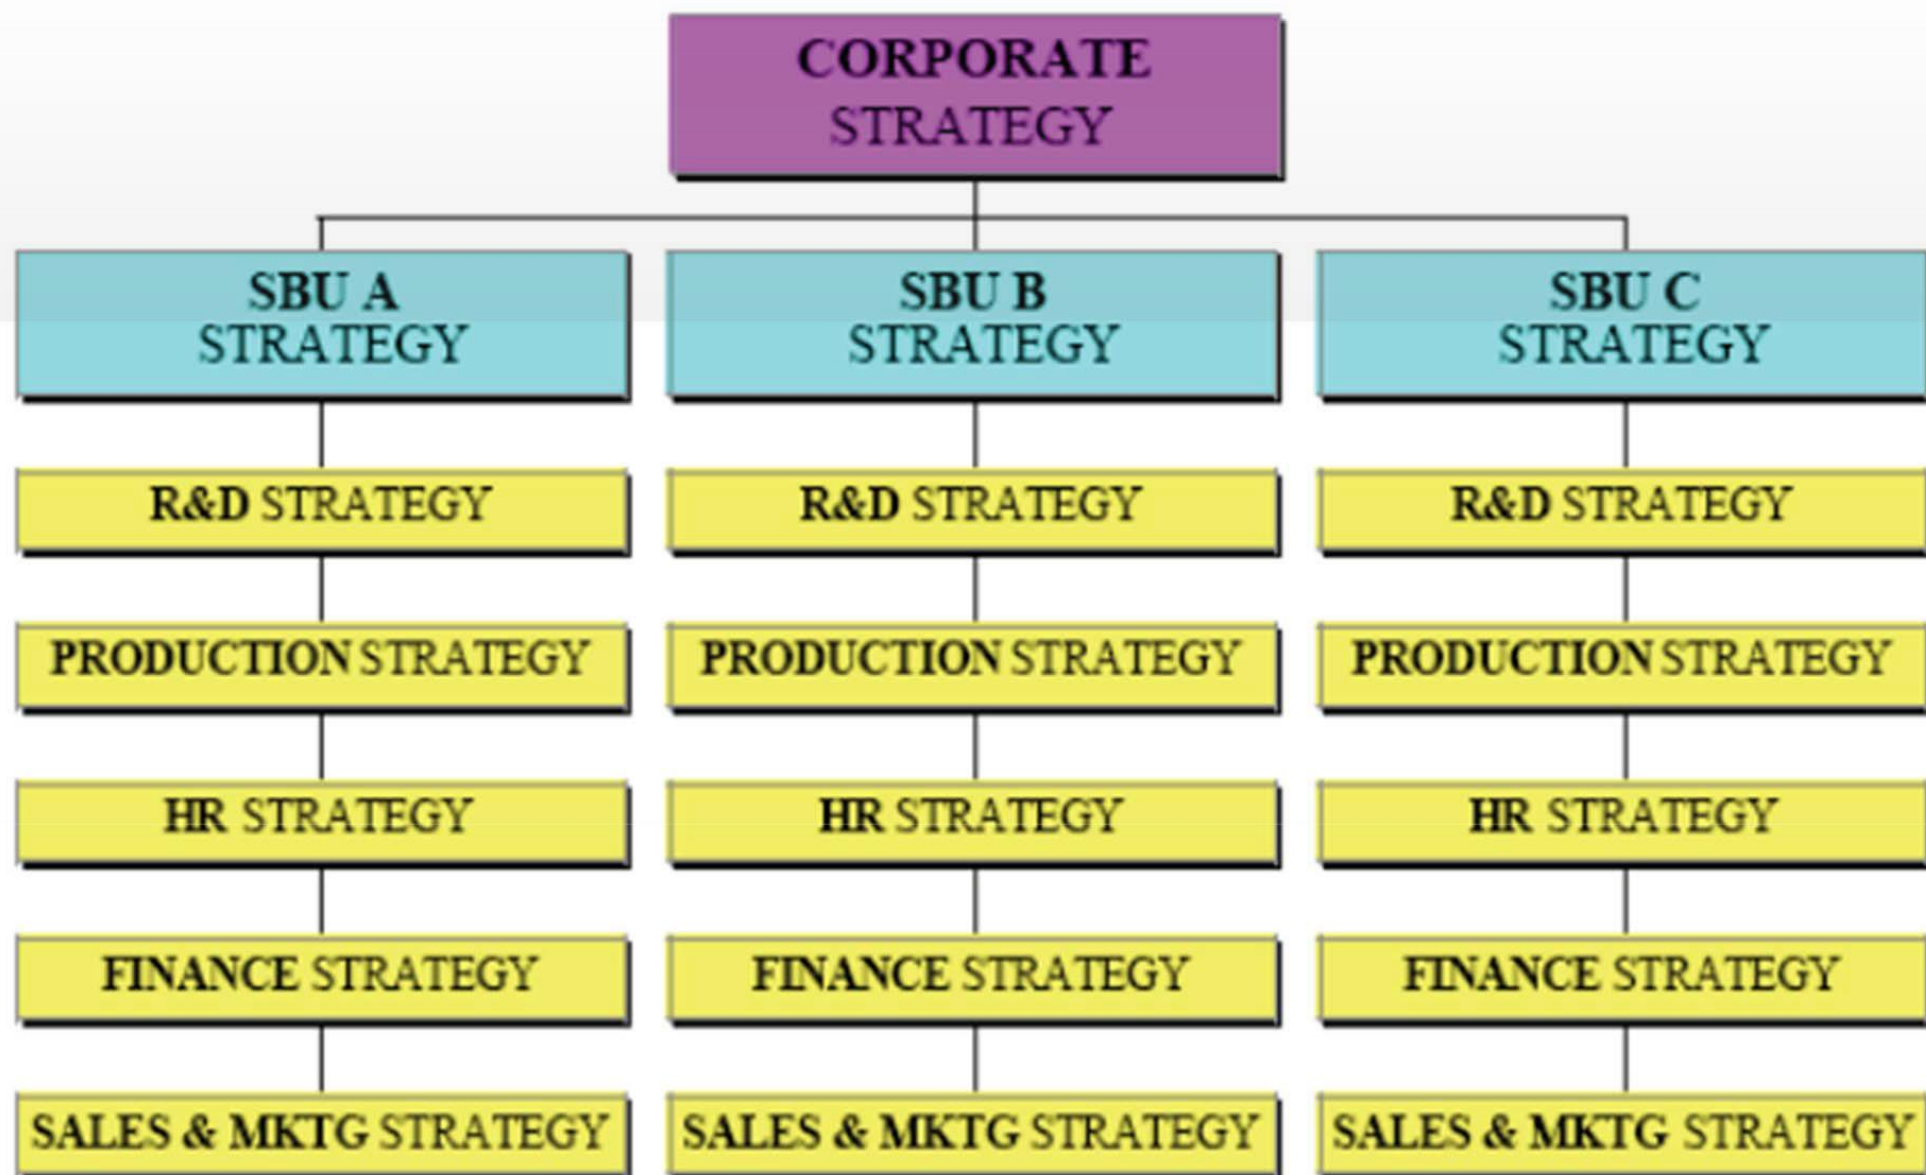 CORPORATE
STRATEGY
SBU A
STRATEGY
SBU B
STRATEGY
SBU C
STRATEGY
R&D STRATEGY
R&D STRATEGY
R&D STRATEGY
PRODUCTION STRATEGY
PRODUCTION STRATEGY
PRODUCTION STRATEGY
HR STRATEGY
HR STRATEGY
HR STRATEGY
FINANCE STRATEGY
FINANCE STRATEGY
FINANCE STRATEGY
SALES & MKTG STRATEGY
SALES & MKTG STRATEGY
SALES & MKTG STRATEGY